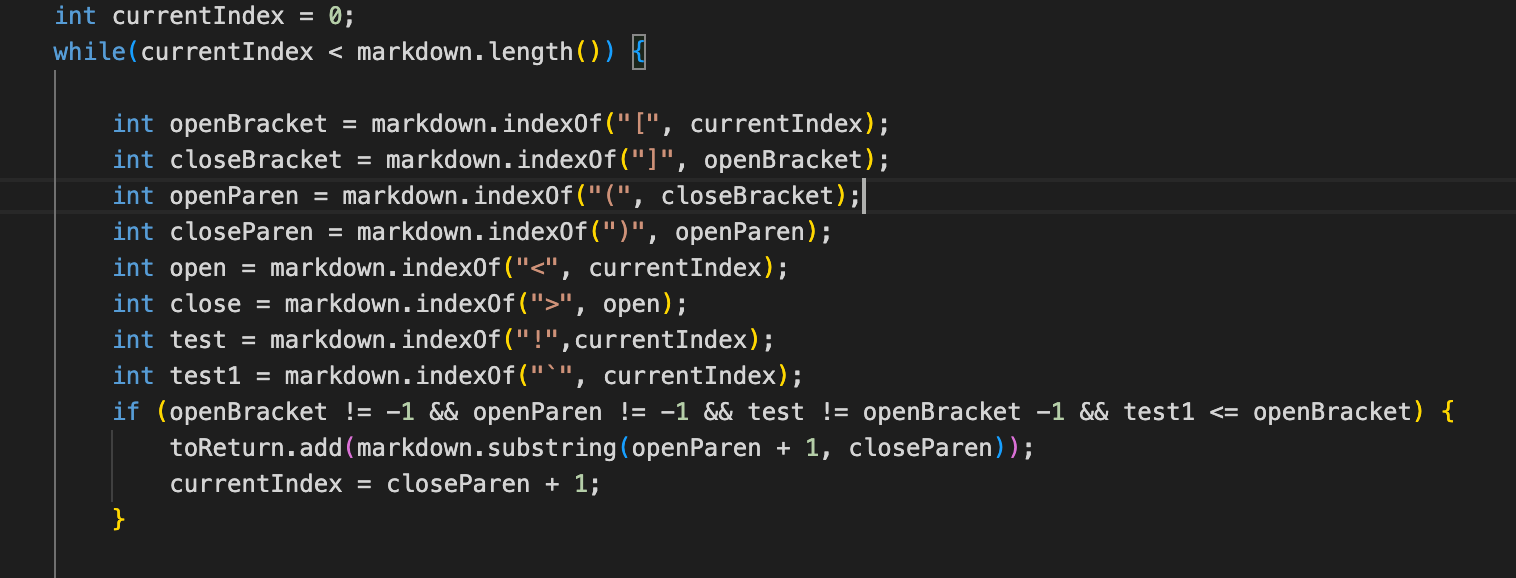 int currentIndex = 0;
while(currentIndex < markdown.length()) {
int openBracket = markdown.indexOf("[", currentIndex);
int closeBracket = markdown.indexOf("]", openBracket);
int openParen = markdown.indexOf("(", closeBracket);
int closeParen = markdown.indexOf(")", openParen);
int open = markdown.indexOf("<", currentIndex);
int close = markdown.indexOf(">", open);
int test = markdown.indexOf("!",currentIndex);
int test1 = markdown.indexOf("`", currentIndex);
if (openBracket != -1 && openParen != -1 && test != openBracket -1 && test1 <= openBracket) {
toReturn.add(markdown.substring(openParen + 1, closeParen));
currentIndex = closeParen + 1;
}